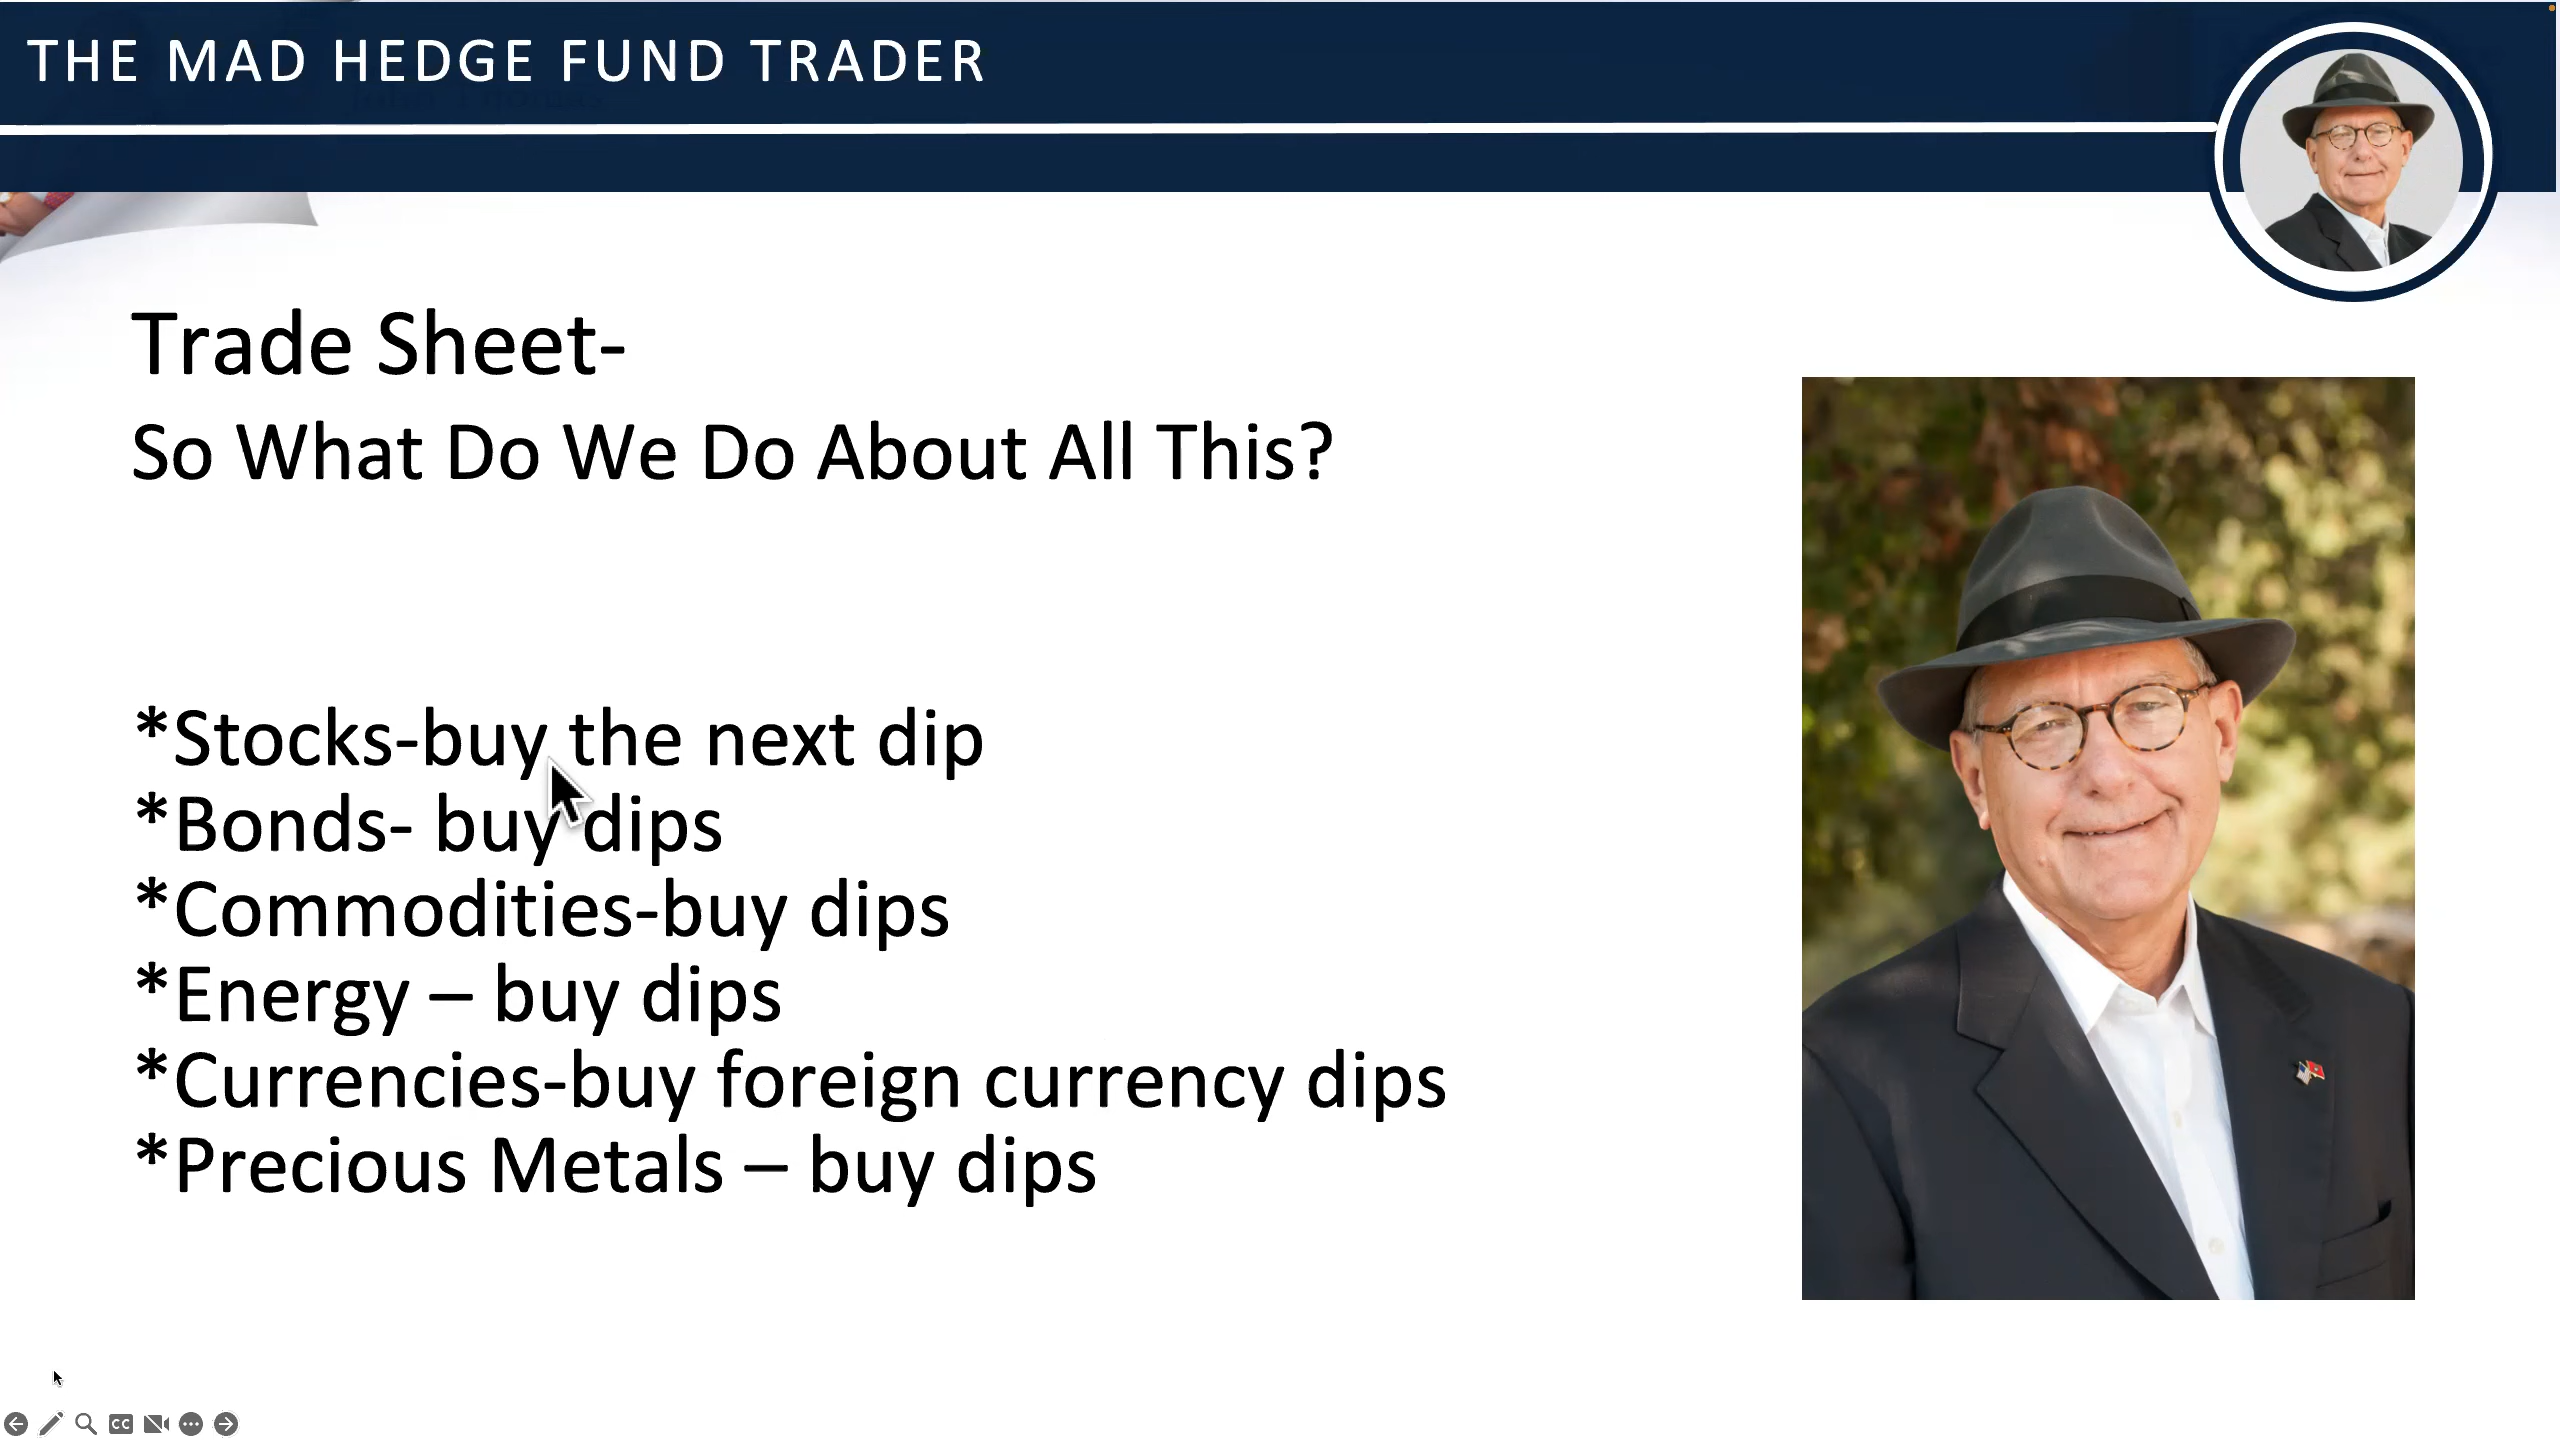 THE MAD HEDGE FUND TRADER
Trade Sheet-
So What Do We Do About All This?
*Stocks-buy the next dip
*Bonds- buy dips
*Commodities-buy dips
*Energy – buy dips
*Currencies-buy foreign currency dips
*Precious Metals – buy dips
CC